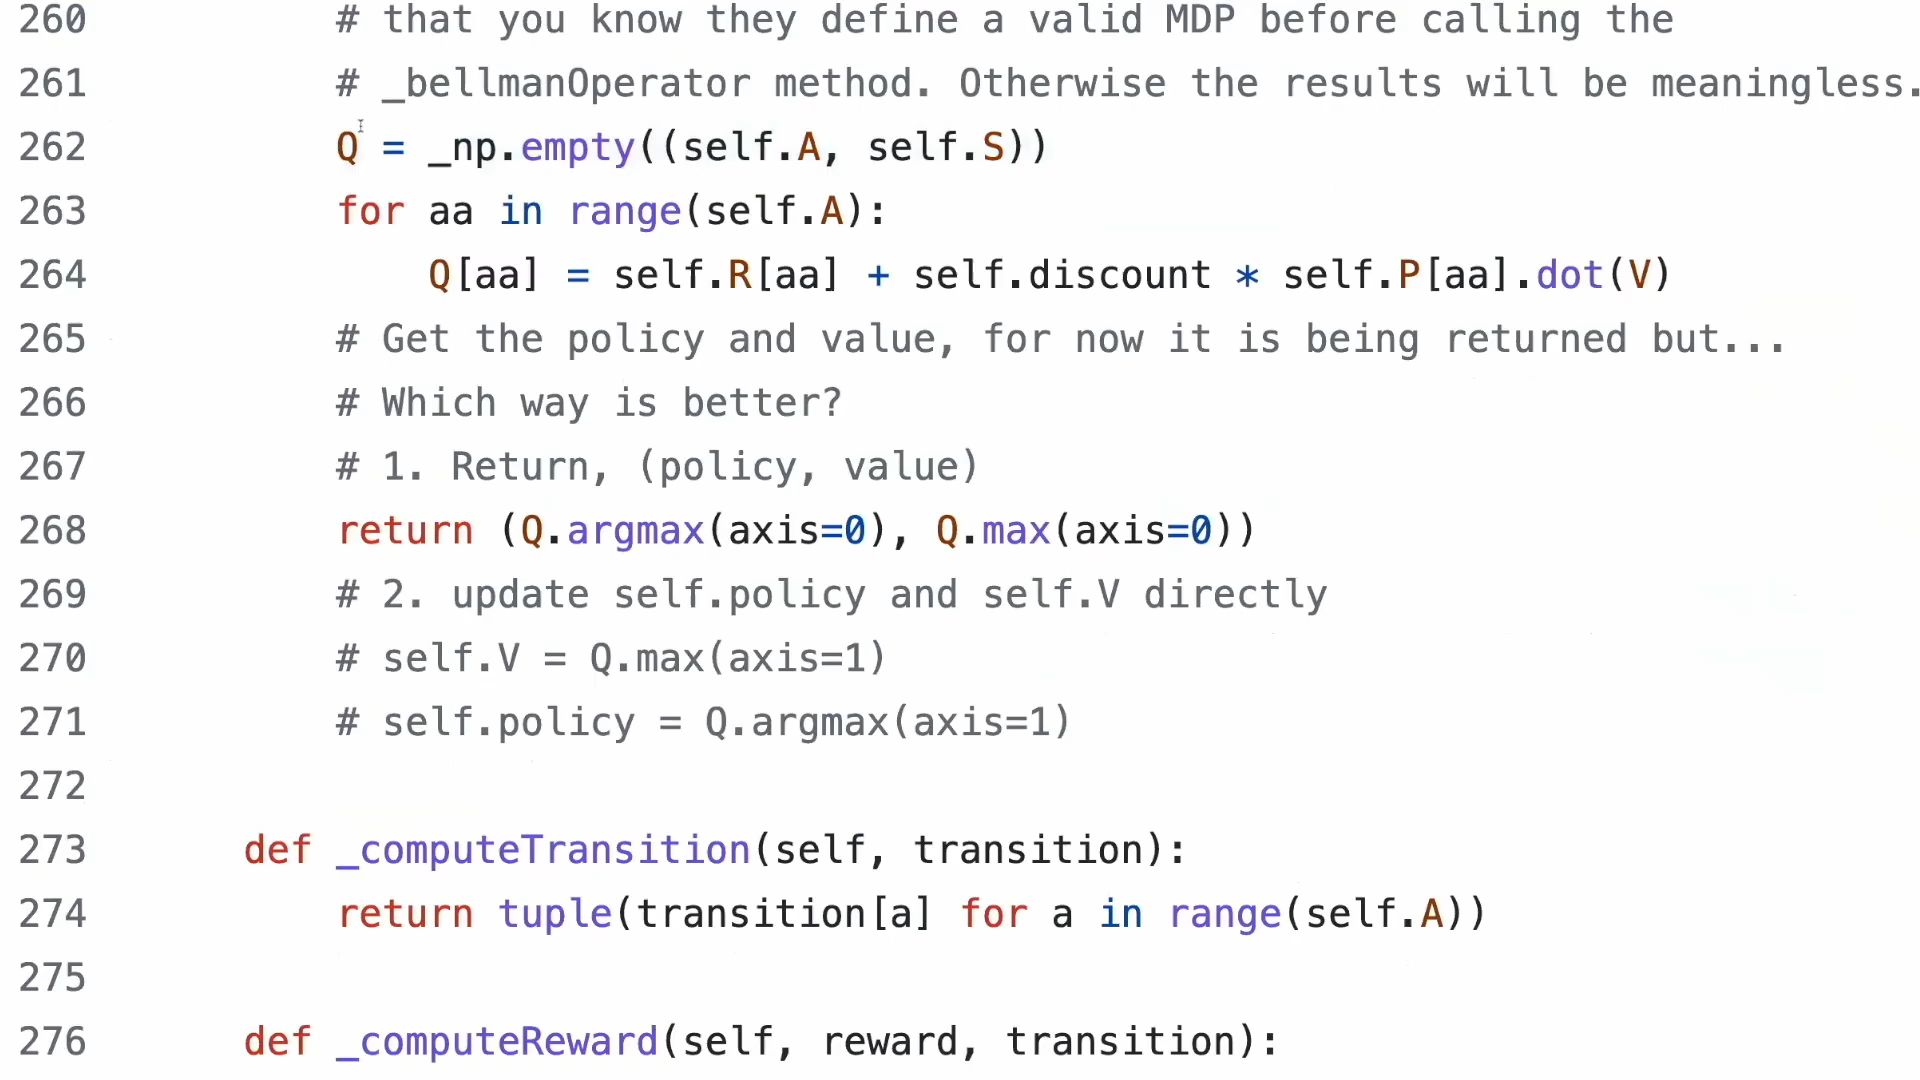 260 # that you know they define a valid MDP before calling the
261 # _bellmanOperator method. Otherwise the results will be meaningless.
262 Q = _np.empty((self.A, self.S))
263 for aa in range(self.A):
264 Q[aa] = self.R[aa] + self.discount * self.P[aa].dot(V)
265 # Get the policy and value, for now it is being returned but...
266 # Which way is better?
267 # 1. Return, (policy, value)
268 return (Q.argmax(axis=0), Q.max(axis=0))
269 # 2. update self.policy and self.V directly
270 # self.V = Q.max(axis=1)
271 # self.policy = Q.argmax(axis=1)
272
273 def _computeTransition(self, transition):
274 return tuple(transition[a] for a in range(self.A))
275
276 def _computeReward(self, reward, transition):